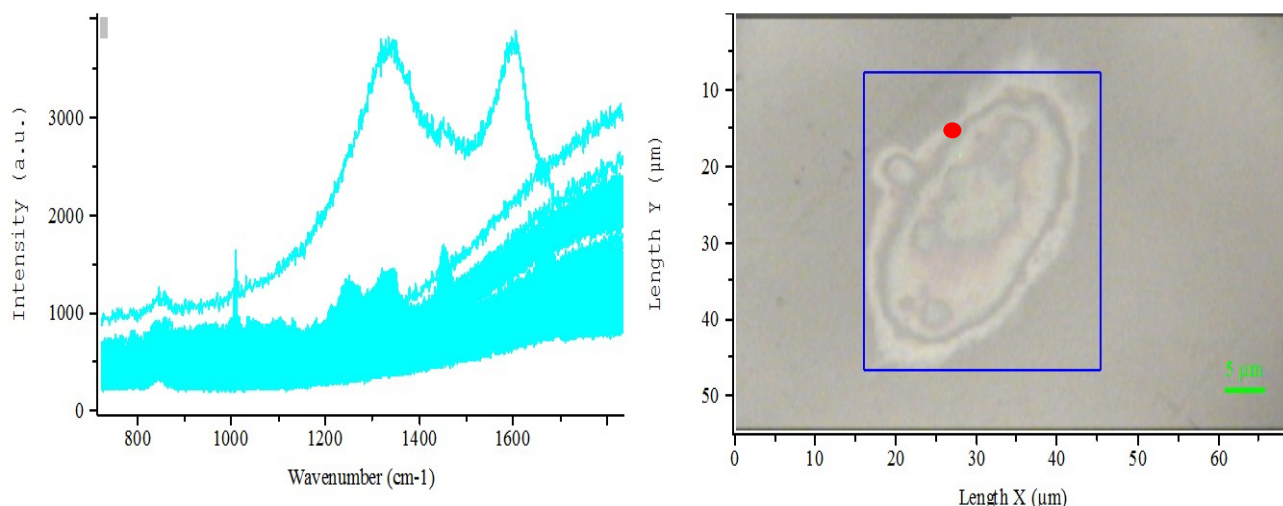 Intensity (a.u.)
3000
2000
1000
0
800 1000 1200 1400 1600
Wavenumber (cm-1)
Length Y (µm)
10
20
30
40
50
5 µm
0 10 20 30 40 50 60
Length X (µm)